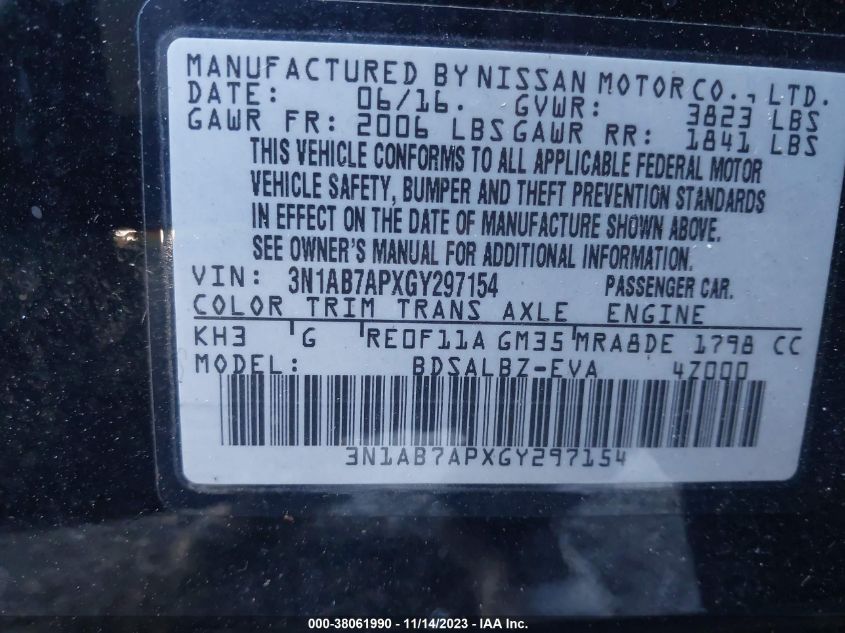 MANUFACTURED BY NISSAN MOTOR CO., LTD.
DATE: 06/16. GVWR: 3823 LBS
GAWR FR: 2006 LBS GAWR RR: 1841 LBS
THIS VEHICLE CONFORMS TO ALL APPLICABLE FEDERAL MOTOR
VEHICLE SAFETY, BUMPER AND THEFT PREVENTION STANDARDS
IN EFFECT ON THE DATE OF MANUFACTURE SHOWN ABOVE.
SEE OWNER'S MANUAL FOR ADDITIONAL INFORMATION.
VIN: 3N1AB7APXGY297154 PASSENGER CAR.
COLOR TRIM TRANS AXLE ENGINE
KH3 G RE0F11A GM35 MRA8DE 1798 CC
MODEL: BDSALBZ-EVA 4Z000
3N1AB7APXGY297154
000-38061990 - 11/14/2023 - IAAI.com